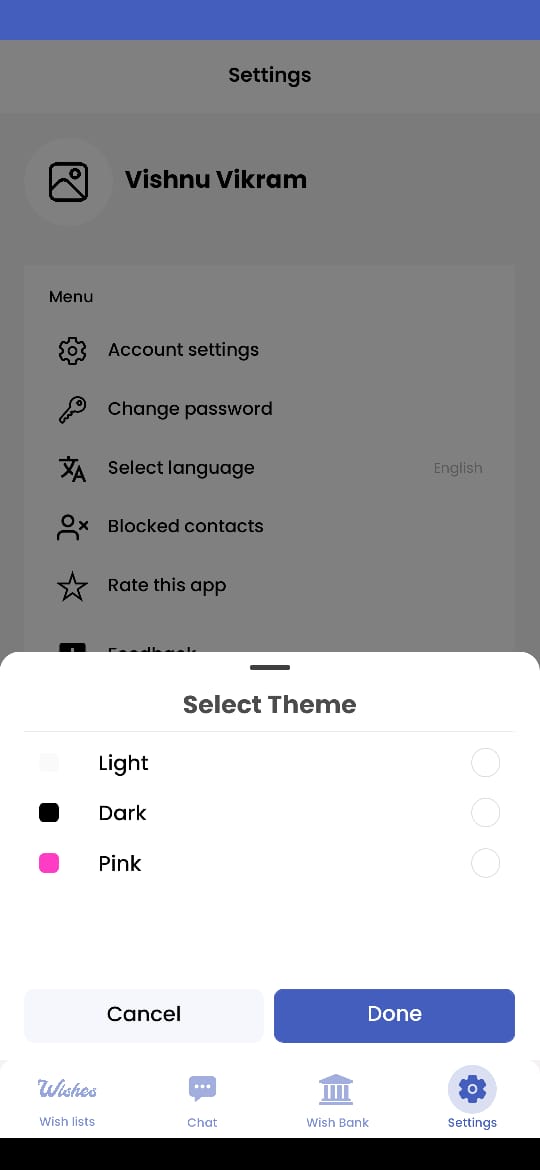 Settings
Vishnu Vikram
Menu
Account settings
Change password
Select language English
Blocked contacts
Rate this app
Feedback
Select Theme
Light
Dark
Pink
Cancel Done
Wishes
Wish lists Chat Wish Bank Settings